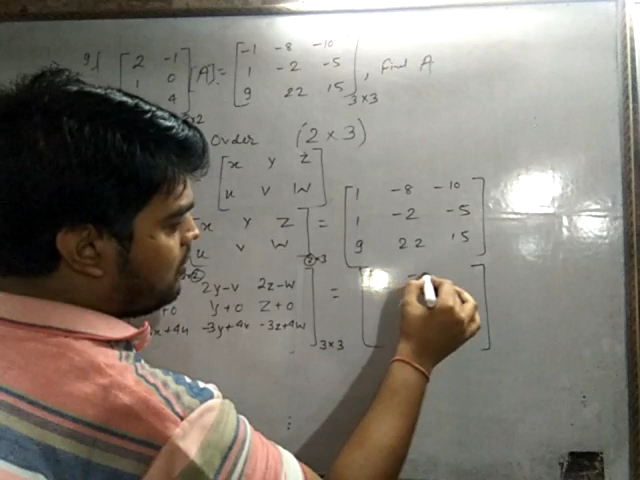 9] [ 2 -1 [A] = [ -1 -8 -10 , find A
1 0 1 -2 -5
4 ] 9 22 15 ] 3×3
Order (2 × 3)
[ x y z
u v w ]
x y z = [ 1 -8 -10
u v w ] 1 -2 -5
9 22 15 ]
2y-v 2z-w = [
+0 y+0 z+0
x+4u -3y+4v -3z+4w ] 3×3